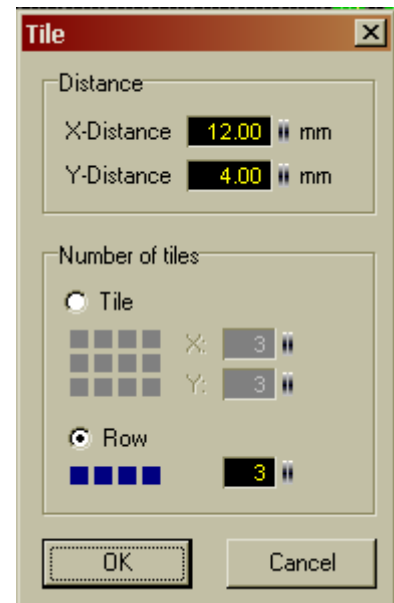 Tile
Distance
X-Distance 12.00 mm
Y-Distance 4.00 mm
Number of tiles
Tile
X: 3
Y: 3
Row
3
OK Cancel